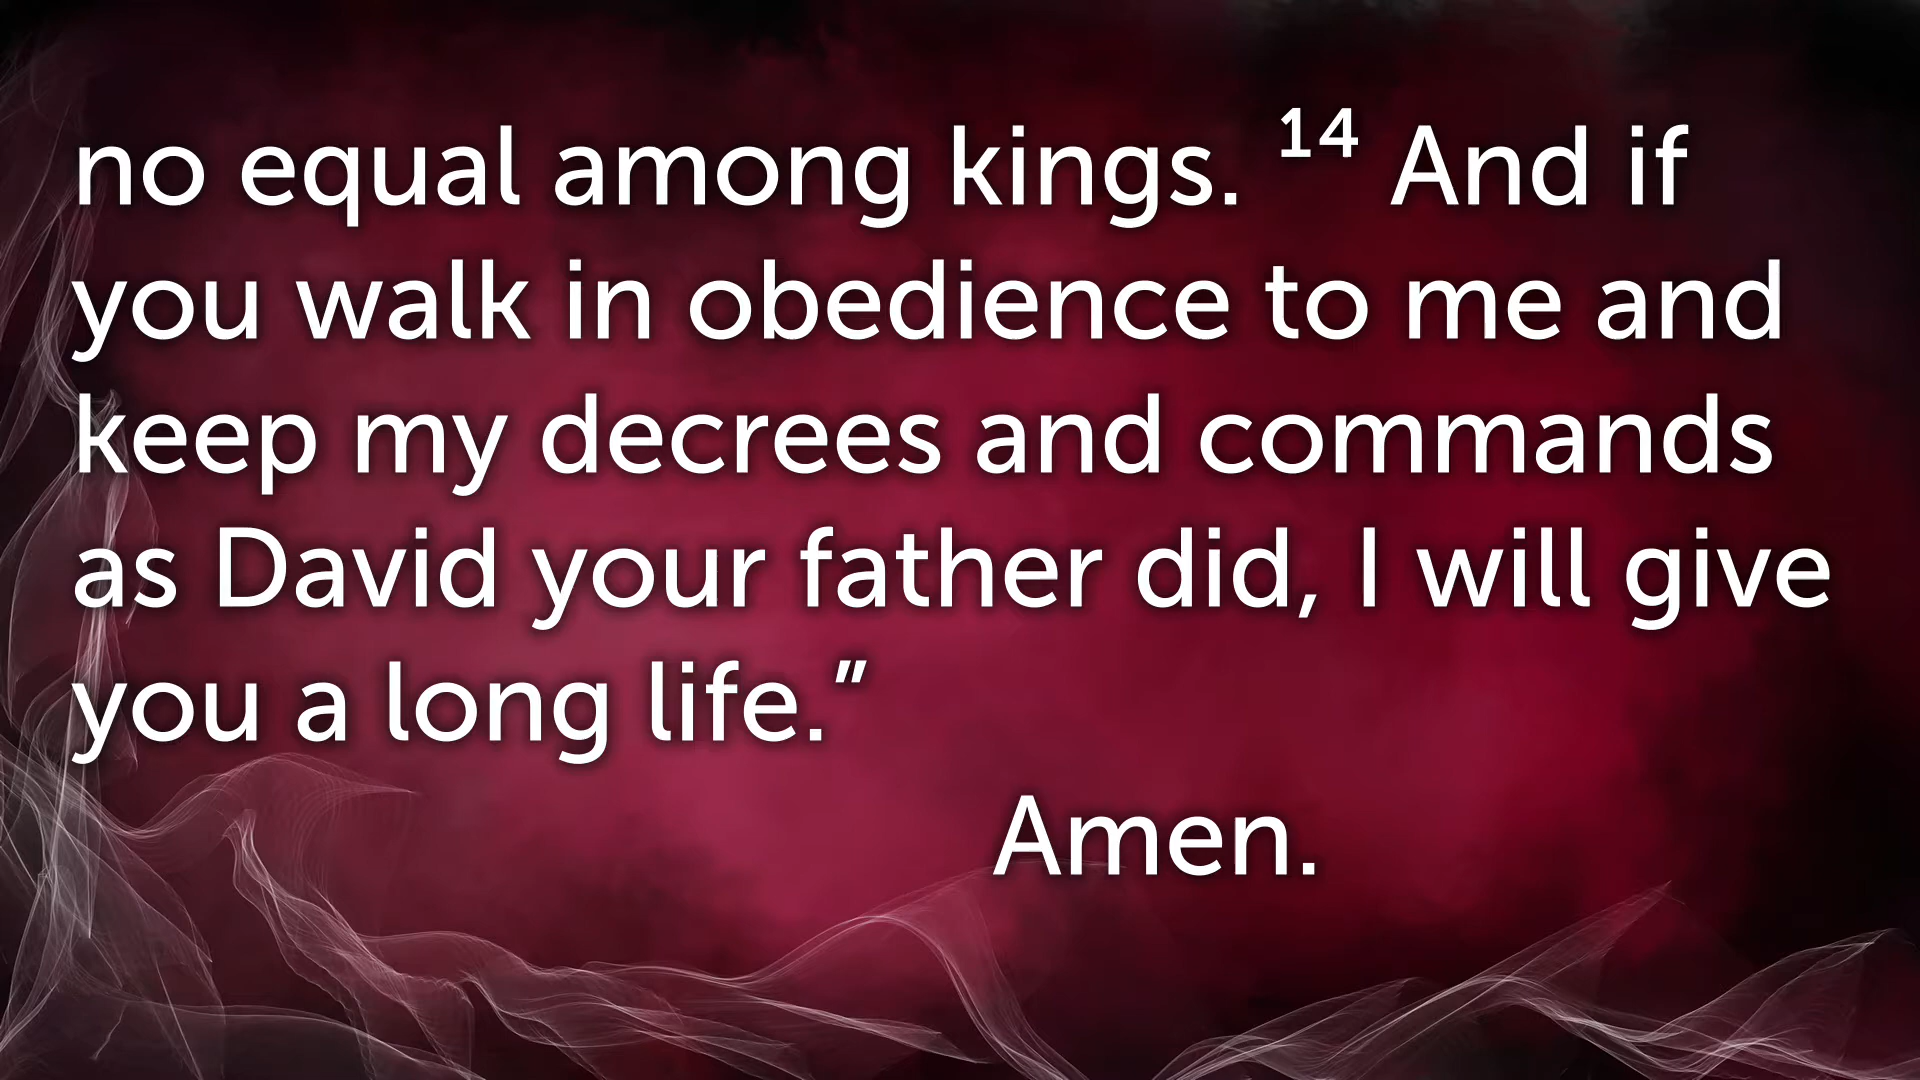 no equal among kings. ¹⁴ And if
you walk in obedience to me and
keep my decrees and commands
as David your father did, I will give
you a long life.”
Amen.